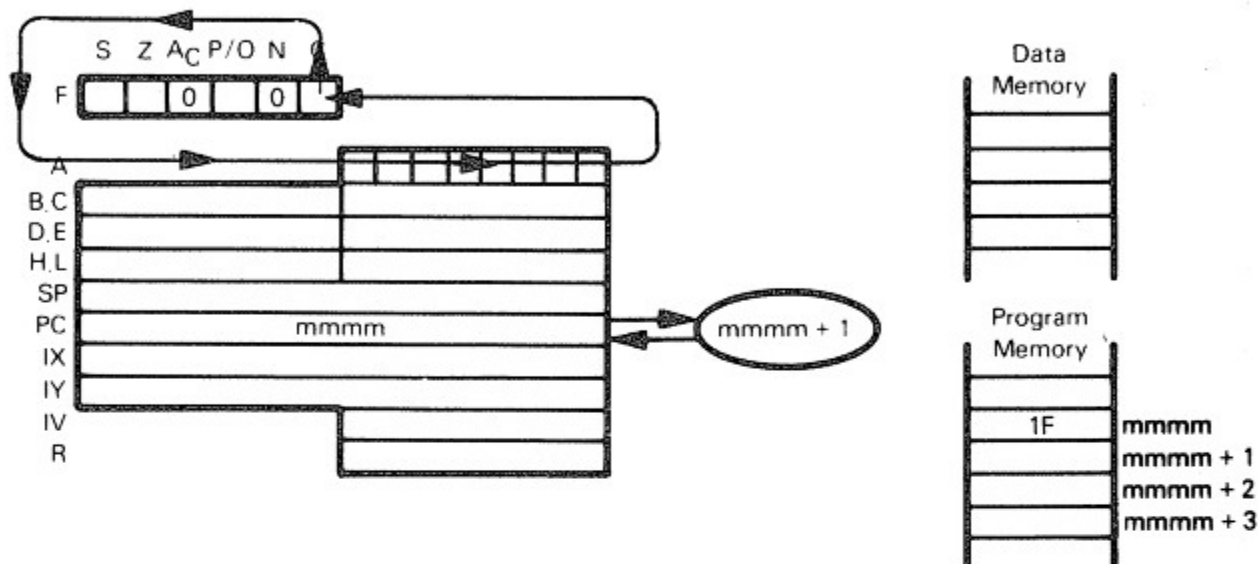 S Z AC P/O N C
F 0 0
A
B,C
D,E
H,L
SP
PC mmmm
IX
IY
IV
R
mmmm + 1
Data
Memory
Program
Memory
1F mmmm
mmmm + 1
mmmm + 2
mmmm + 3